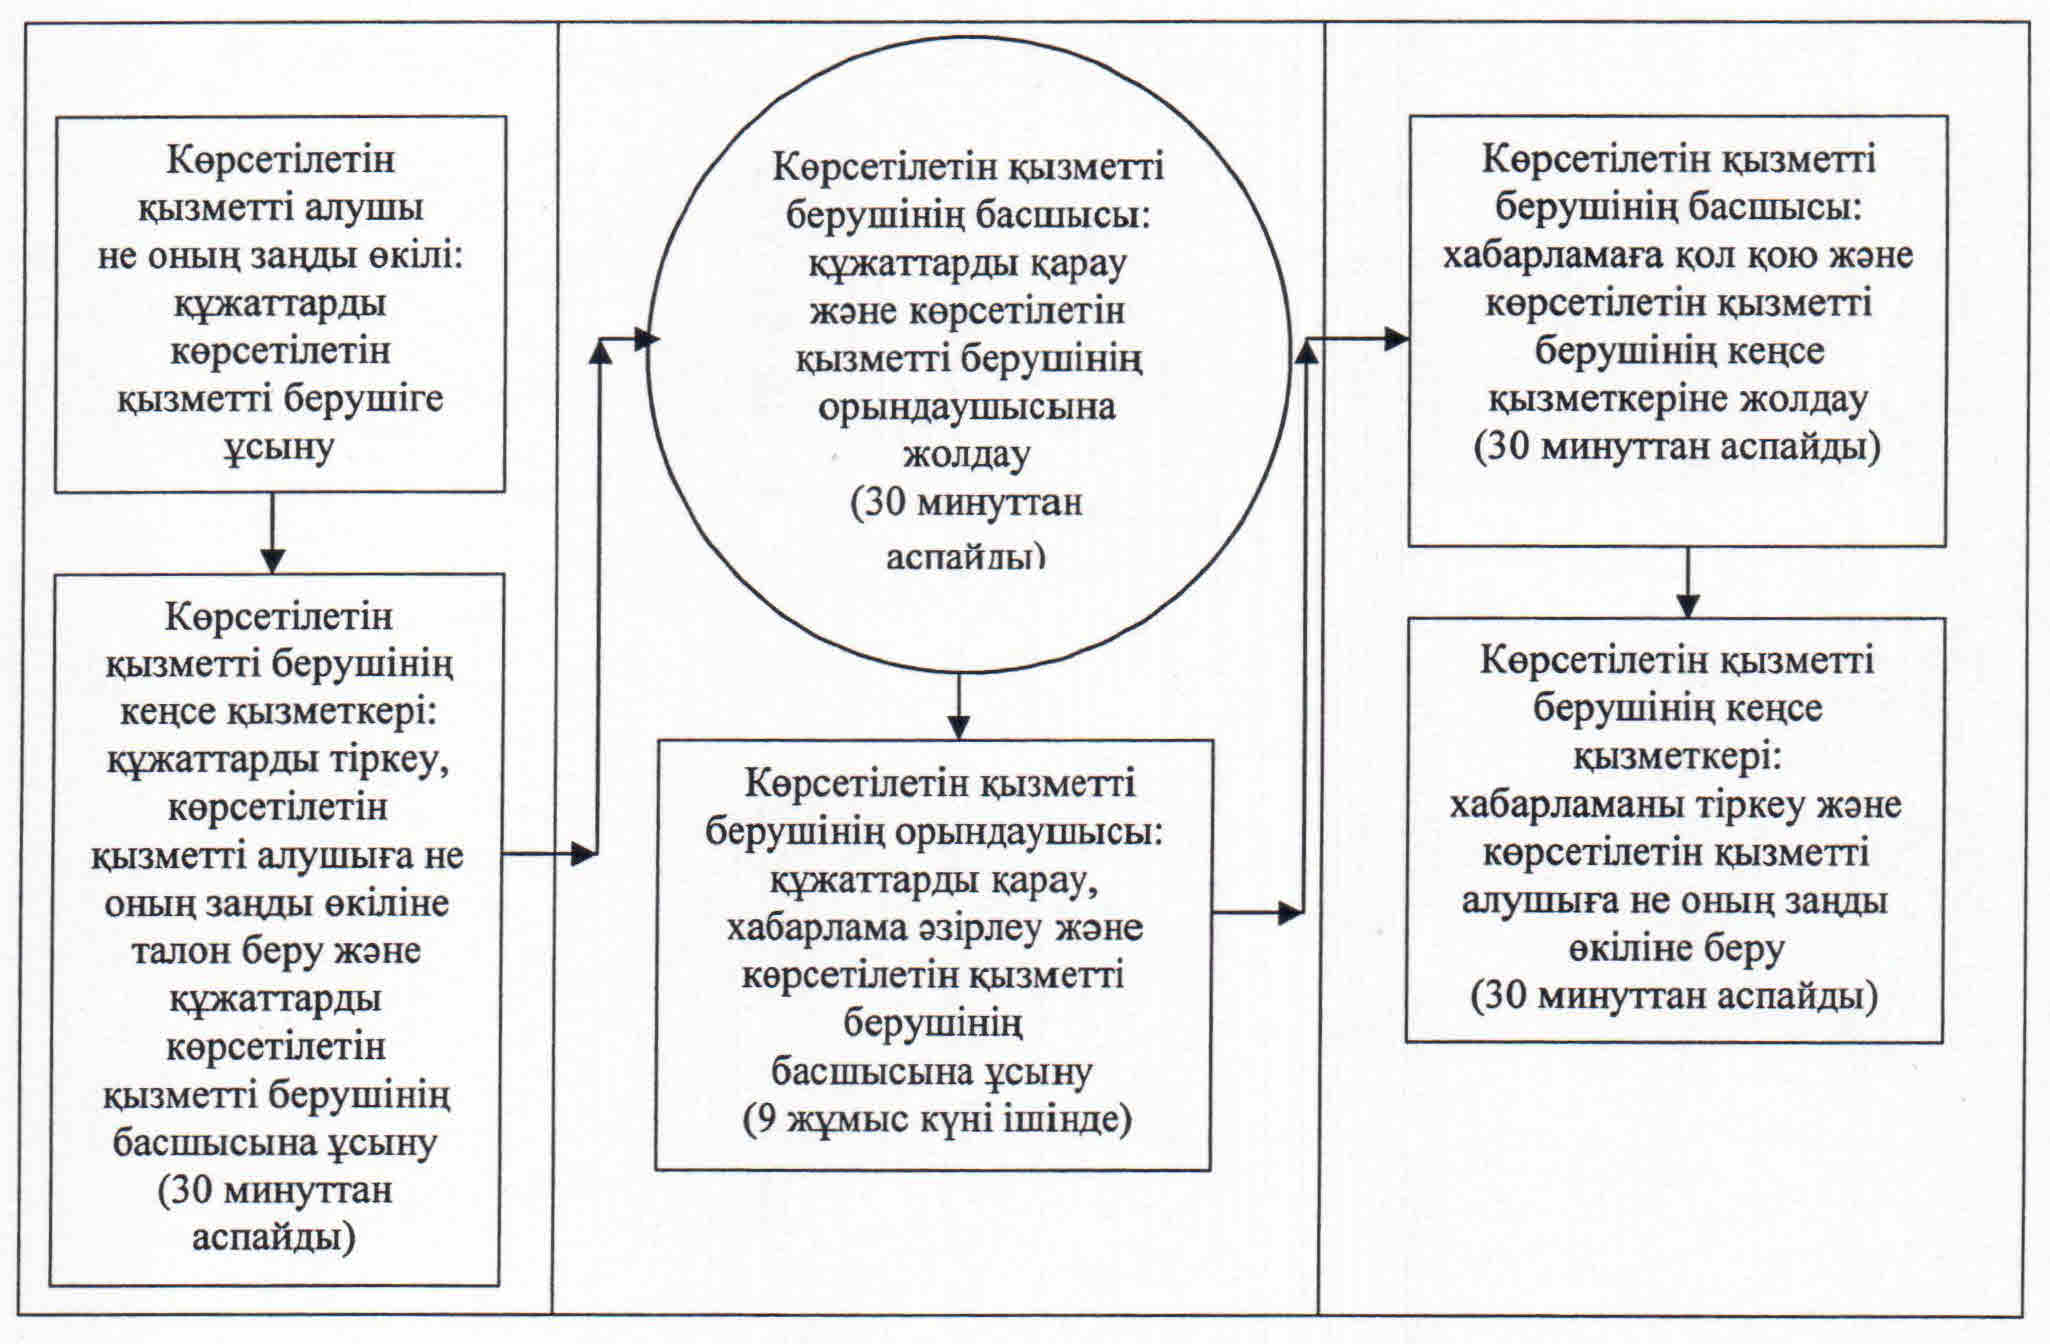 Көрсетілетін
қызметті алушы
не оның заңды өкілі:
құжаттарды
көрсетілетін
қызметті берушіге
ұсыну
Көрсетілетін
қызметті берушінің
кеңсе қызметкері:
құжаттарды тіркеу,
көрсетілетін
қызметті алушыға не
оның заңды өкіліне
талон беру және
құжаттарды
көрсетілетін
қызметті берушінің
басшысына ұсыну
(30 минуттан
аспайды)
Көрсетілетін қызметті
берушінің басшысы:
құжаттарды қарау
және көрсетілетін
қызметті берушінің
орындаушысына
жолдау
(30 минуттан
аспайды)
Көрсетілетін қызметті
берушінің орындаушысы:
құжаттарды қарау,
хабарлама әзірлеу және
көрсетілетін қызметті
берушінің
басшысына ұсыну
(9 жұмыс күні ішінде)
Көрсетілетін қызметті
берушінің басшысы:
хабарламаға қол қою және
көрсетілетін қызметті
берушінің кеңсе
қызметкеріне жолдау
(30 минуттан аспайды)
Көрсетілетін қызметті
берушінің кеңсе
қызметкері:
хабарламаны тіркеу және
көрсетілетін қызметті
алушыға не оның заңды
өкіліне беру
(30 минуттан аспайды)